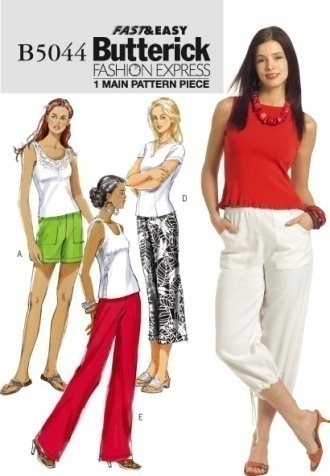 FAST&EASY
B5044 Butterick
FASHION EXPRESS
1 MAIN PATTERN PIECE
D
A
E